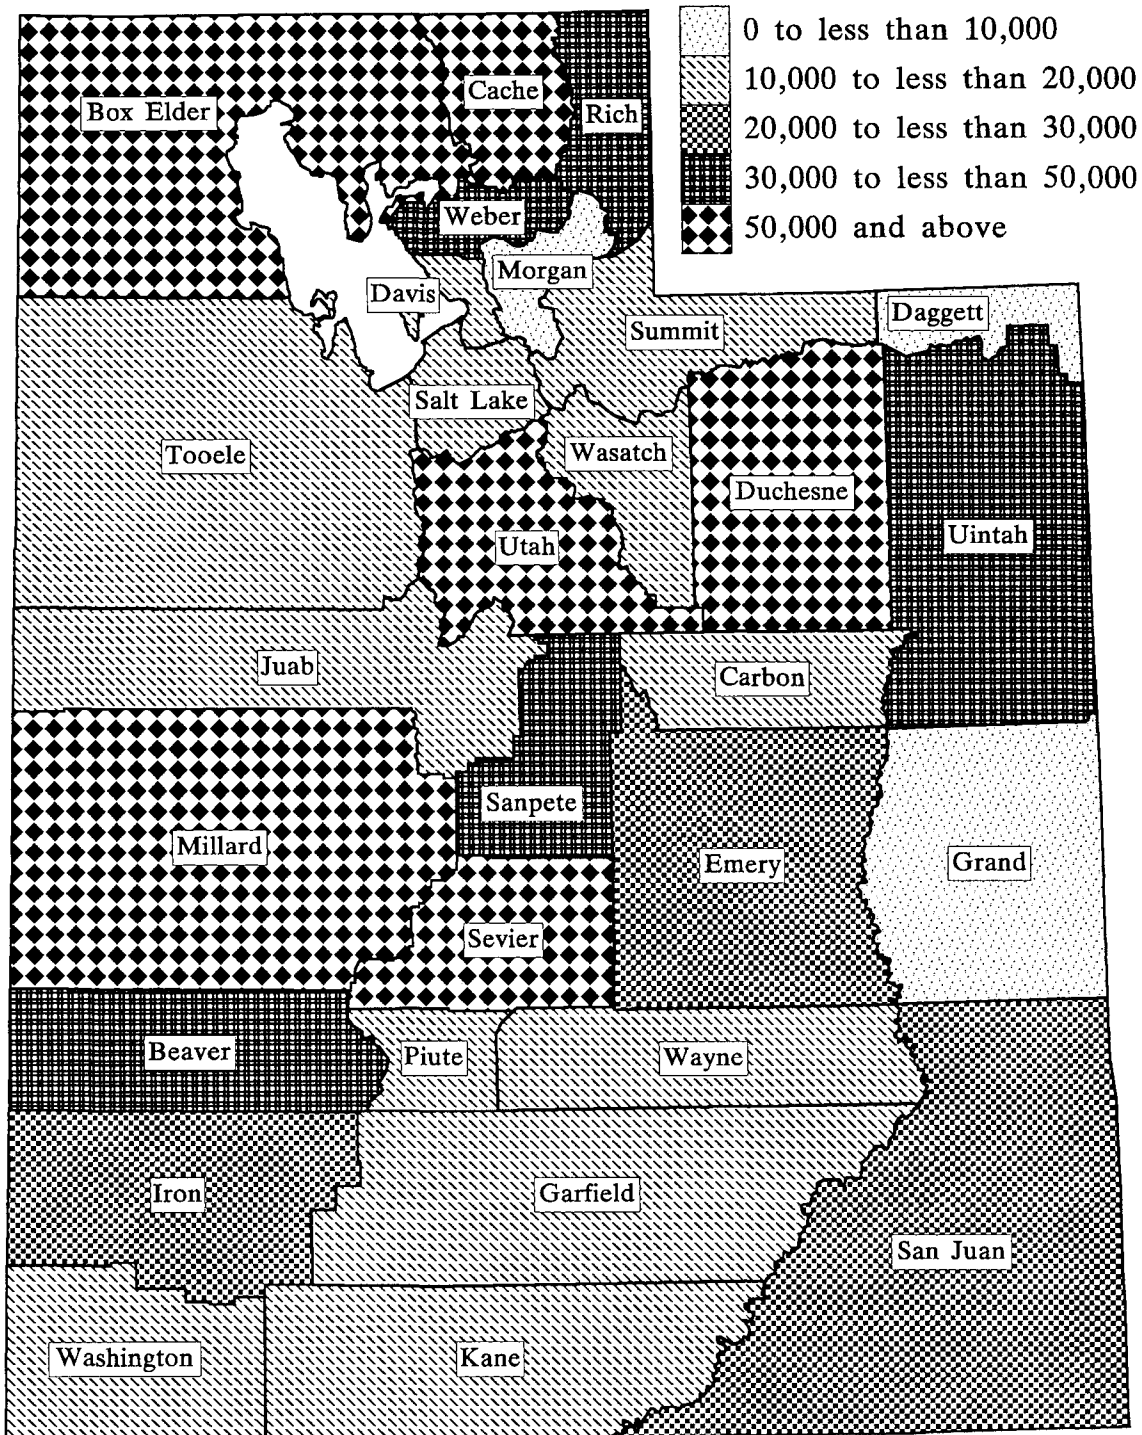 0 to less than 10,000
10,000 to less than 20,000
20,000 to less than 30,000
30,000 to less than 50,000
50,000 and above
Box Elder
Cache
Rich
Weber
Morgan
Davis
Daggett
Summit
Salt Lake
Tooele
Wasatch
Duchesne
Utah
Uintah
Juab
Carbon
Sanpete
Millard
Emery
Grand
Sevier
Beaver
Piute
Wayne
Iron
Garfield
San Juan
Washington
Kane